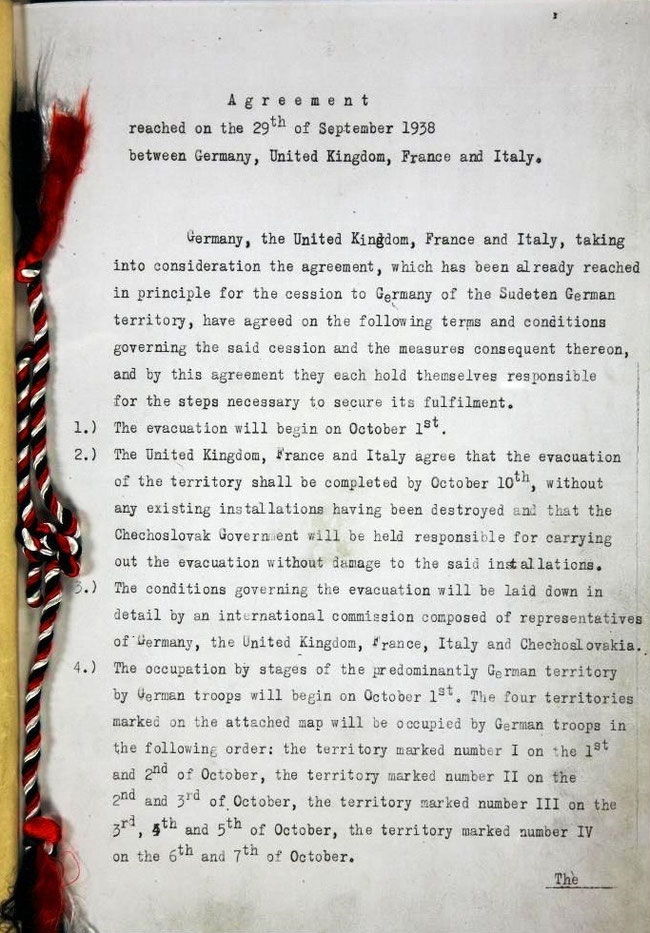 A g r e e m e n t
reached on the 29th of September 1938
between Germany, United Kingdom, France and Italy.
Germany, the United Kingdom, France and Italy, taking
into consideration the agreement, which has been already reached
in principle for the cession to Germany of the Sudeten German
territory, have agreed on the following terms and conditions
governing the said cession and the measures consequent thereon,
and by this agreement they each hold themselves responsible
for the steps necessary to secure its fulfilment.
1.) The evacuation will begin on October 1st.
2.) The United Kingdom, France and Italy agree that the evacuation
of the territory shall be completed by October 10th, without
any existing installations having been destroyed and that the
Chechoslovak Government will be held responsible for carrying
out the evacuation without damage to the said installations.
3.) The conditions governing the evacuation will be laid down in
detail by an international commission composed of representatives
of Germany, the United Kingdom, France, Italy and Chechoslovakia.
4.) The occupation by stages of the predominantly German territory
by German troops will begin on October 1st. The four territories
marked on the attached map will be occupied by German troops in
the following order: the territory marked number I on the 1st
and 2nd of October, the territory marked number II on the
2nd and 3rd of October, the territory marked number III on the
3rd, 4th and 5th of October, the territory marked number IV
on the 6th and 7th of October.
The